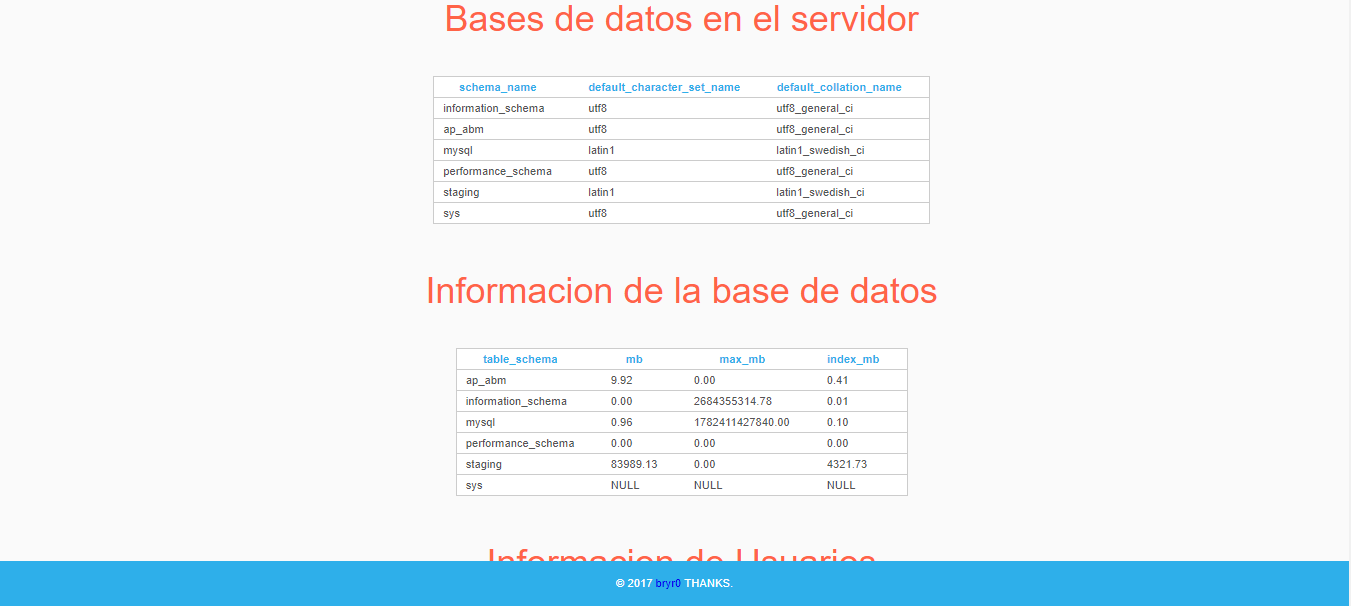 Bases de datos en el servidor
schema_name default_character_set_name default_collation_name
information_schema utf8 utf8_general_ci
ap_abm utf8 utf8_general_ci
mysql latin1 latin1_swedish_ci
performance_schema utf8 utf8_general_ci
staging latin1 latin1_swedish_ci
sys utf8 utf8_general_ci
Informacion de la base de datos
table_schema mb max_mb index_mb
ap_abm 9.92 0.00 0.41
information_schema 0.00 2684355314.78 0.01
mysql 0.96 1782411427840.00 0.10
performance_schema 0.00 0.00 0.00
staging 83989.13 0.00 4321.73
sys NULL NULL NULL
Informacion de Usuarios
© 2017 bryr0 THANKS.